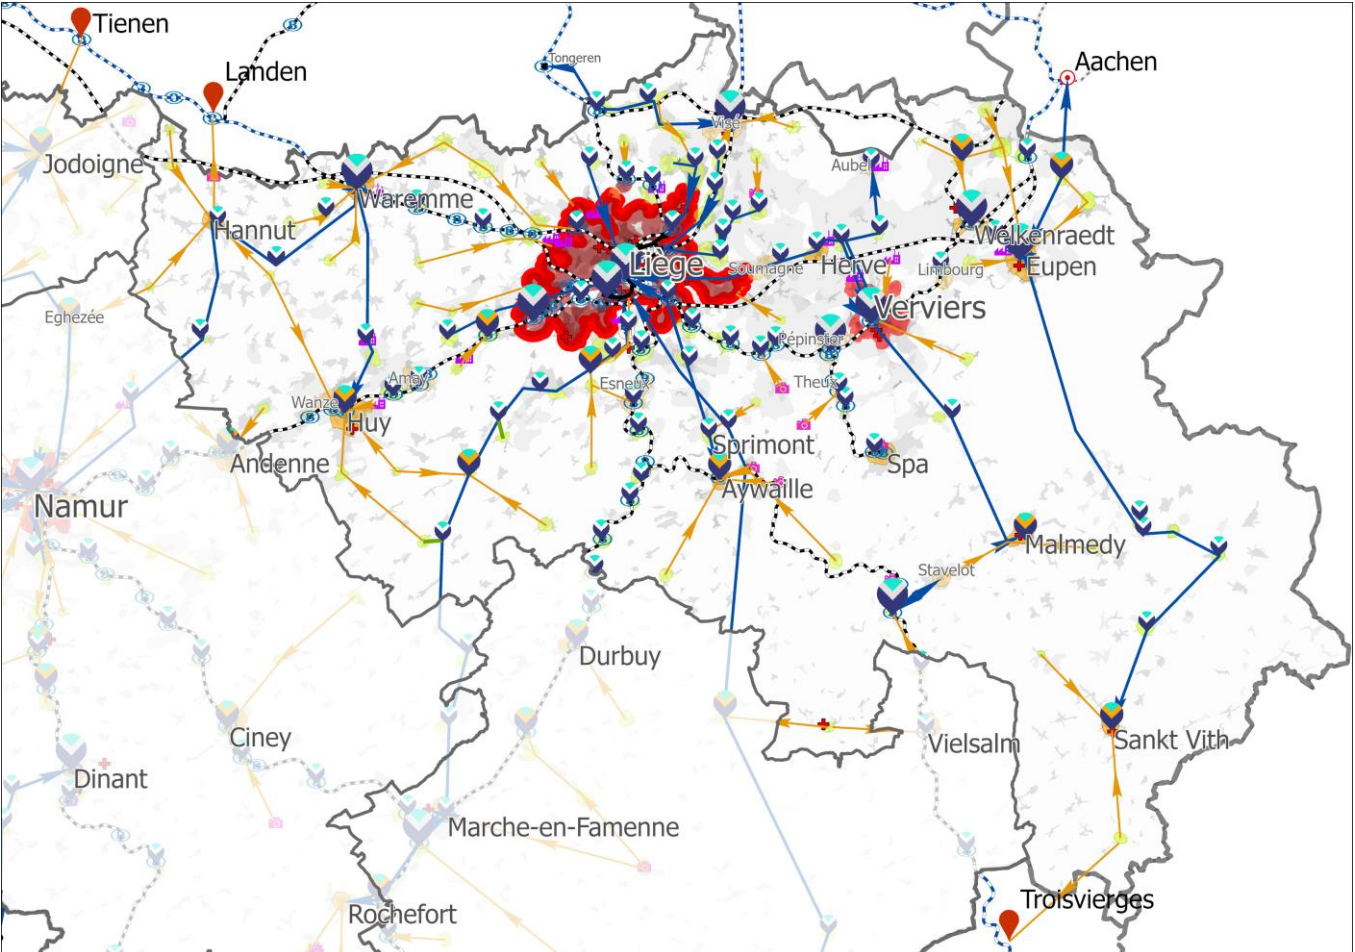 Tienen
Landen
Tongeren
Aachen
Visé
Jodoigne
Aubel
Waremme
Hannut
Welkenraedt
Liège
Soumagne
Herve
Limbourg
Eupen
Eghezée
Verviers
Pépinster
Amay
Esneux
Theux
Wanze
Huy
Sprimont
Andenne
Spa
Aywaille
Namur
Malmedy
Stavelot
Durbuy
Ciney
Vielsalm
Sankt Vith
Dinant
Marche-en-Famenne
Troisvierges
Rochefort